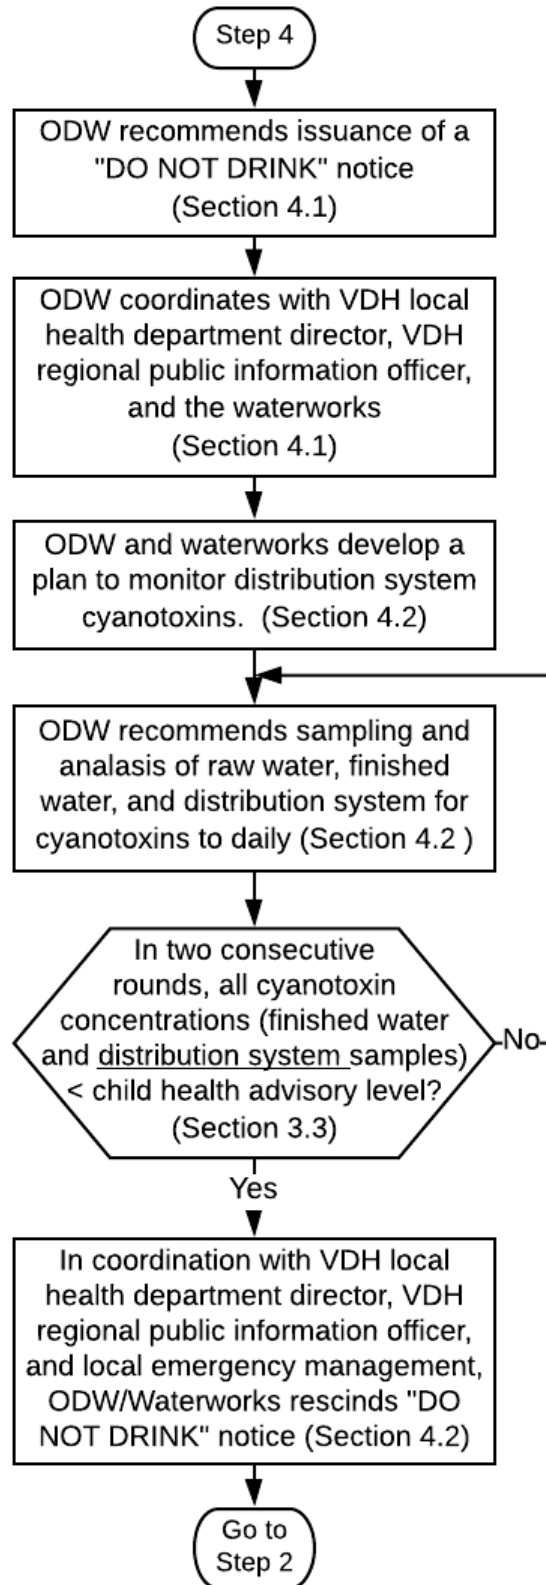 Step 4
ODW recommends issuance of a
"DO NOT DRINK" notice
(Section 4.1)
ODW coordinates with VDH local
health department director, VDH
regional public information officer,
and the waterworks
(Section 4.1)
ODW and waterworks develop a
plan to monitor distribution system
cyanotoxins.  (Section 4.2)
ODW recommends sampling and
analasis of raw water, finished
water, and distribution system for
cyanotoxins to daily (Section 4.2 )
In two consecutive
rounds, all cyanotoxin
concentrations (finished water
and distribution system samples)
< child health advisory level?
(Section 3.3)
No
Yes
In coordination with VDH local
health department director, VDH
regional public information officer,
and local emergency management,
ODW/Waterworks rescinds "DO
NOT DRINK" notice (Section 4.2)
Go to
Step 2